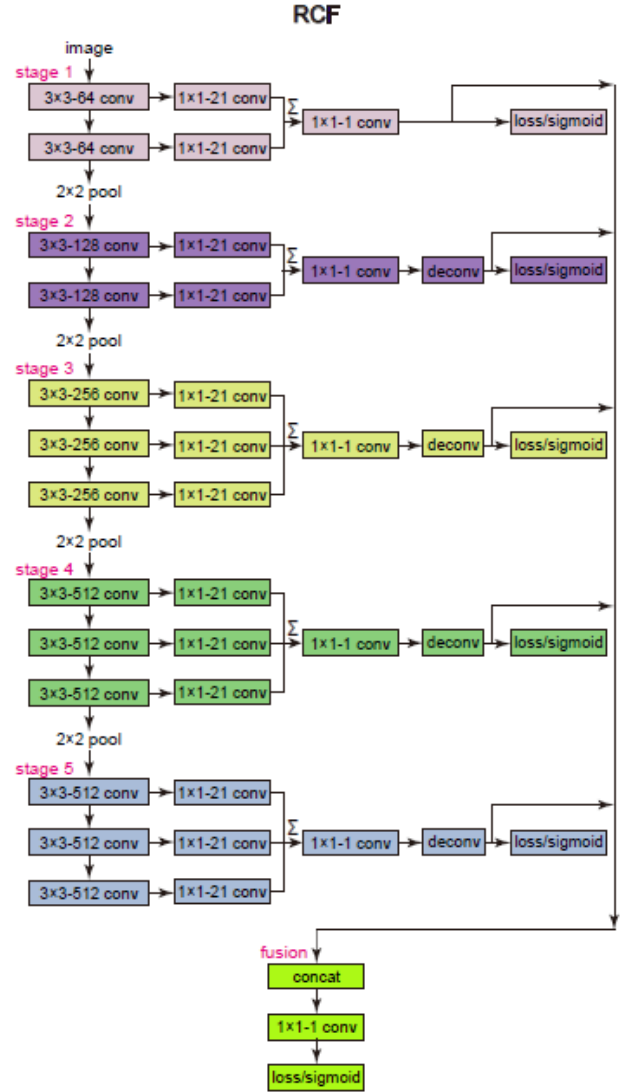 RCF
image
stage 1
3×3-64 conv 1×1-21 conv
Σ
1×1-1 conv loss/sigmoid
3×3-64 conv 1×1-21 conv
2×2 pool
stage 2
3×3-128 conv 1×1-21 conv
Σ
1×1-1 conv deconv loss/sigmoid
3×3-128 conv 1×1-21 conv
2×2 pool
stage 3
3×3-256 conv 1×1-21 conv
Σ
3×3-256 conv 1×1-21 conv 1×1-1 conv deconv loss/sigmoid
3×3-256 conv 1×1-21 conv
2×2 pool
stage 4
3×3-512 conv 1×1-21 conv
Σ
3×3-512 conv 1×1-21 conv 1×1-1 conv deconv loss/sigmoid
3×3-512 conv 1×1-21 conv
2×2 pool
stage 5
3×3-512 conv 1×1-21 conv
Σ
3×3-512 conv 1×1-21 conv 1×1-1 conv deconv loss/sigmoid
3×3-512 conv 1×1-21 conv
fusion
concat
1×1-1 conv
loss/sigmoid